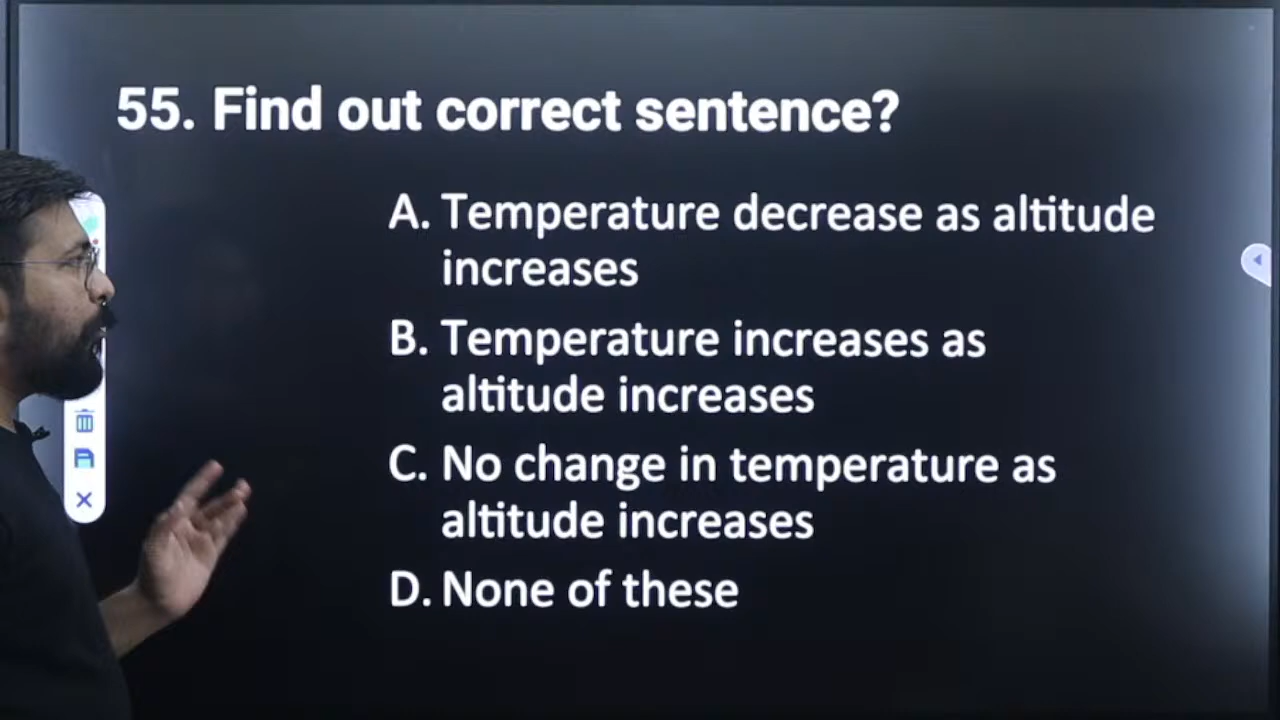 55. Find out correct sentence?
A. Temperature decrease as altitude
increases
B. Temperature increases as
altitude increases
C. No change in temperature as
altitude increases
D. None of these